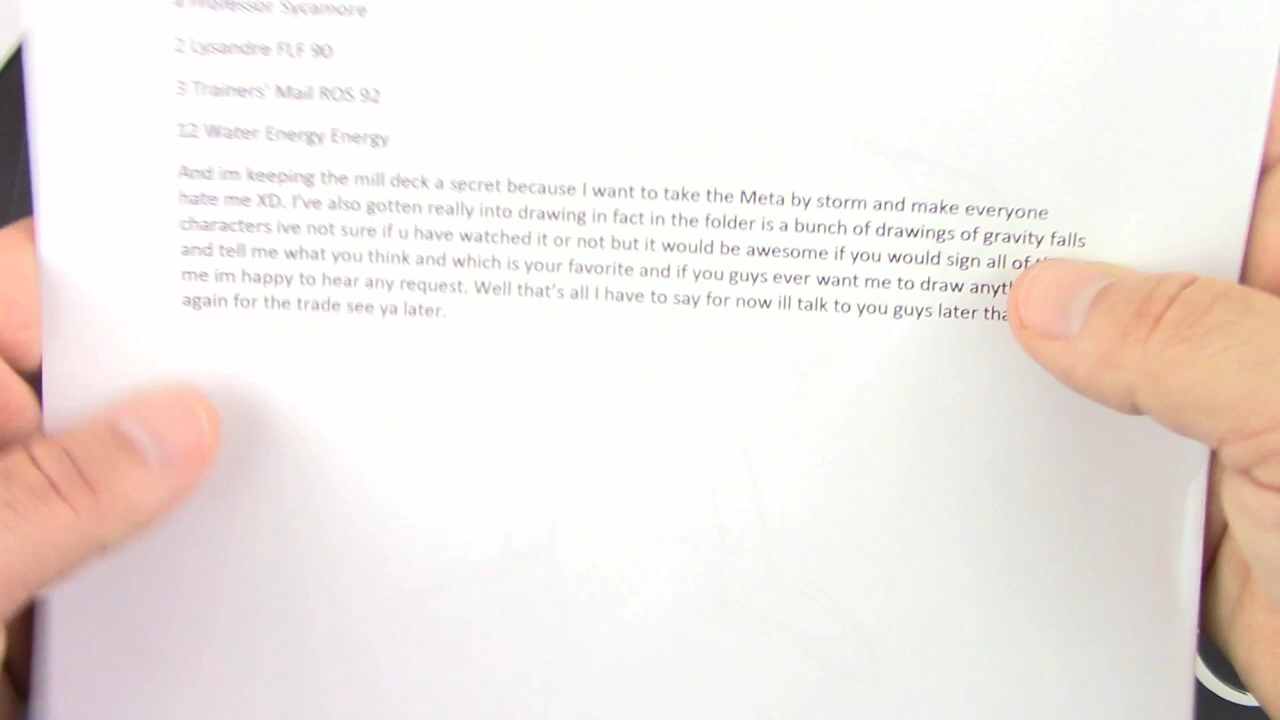 Professor Sycamore
2 Lysandre FLF 90
3 Trainers' Mail ROS 92
12 Water Energy Energy
And im keeping the mill deck a secret because I want to take the Meta by storm and make everyone
hate me XD. I've also gotten really into drawing in fact in the folder is a bunch of drawings of gravity falls
characters ive not sure if u have watched it or not but it would be awesome if you would sign all of
and tell me what you think and which is your favorite and if you guys ever want me to draw
me im happy to hear any request. Well that's all I have to say for now ill talk to you guys later
again for the trade see ya later.